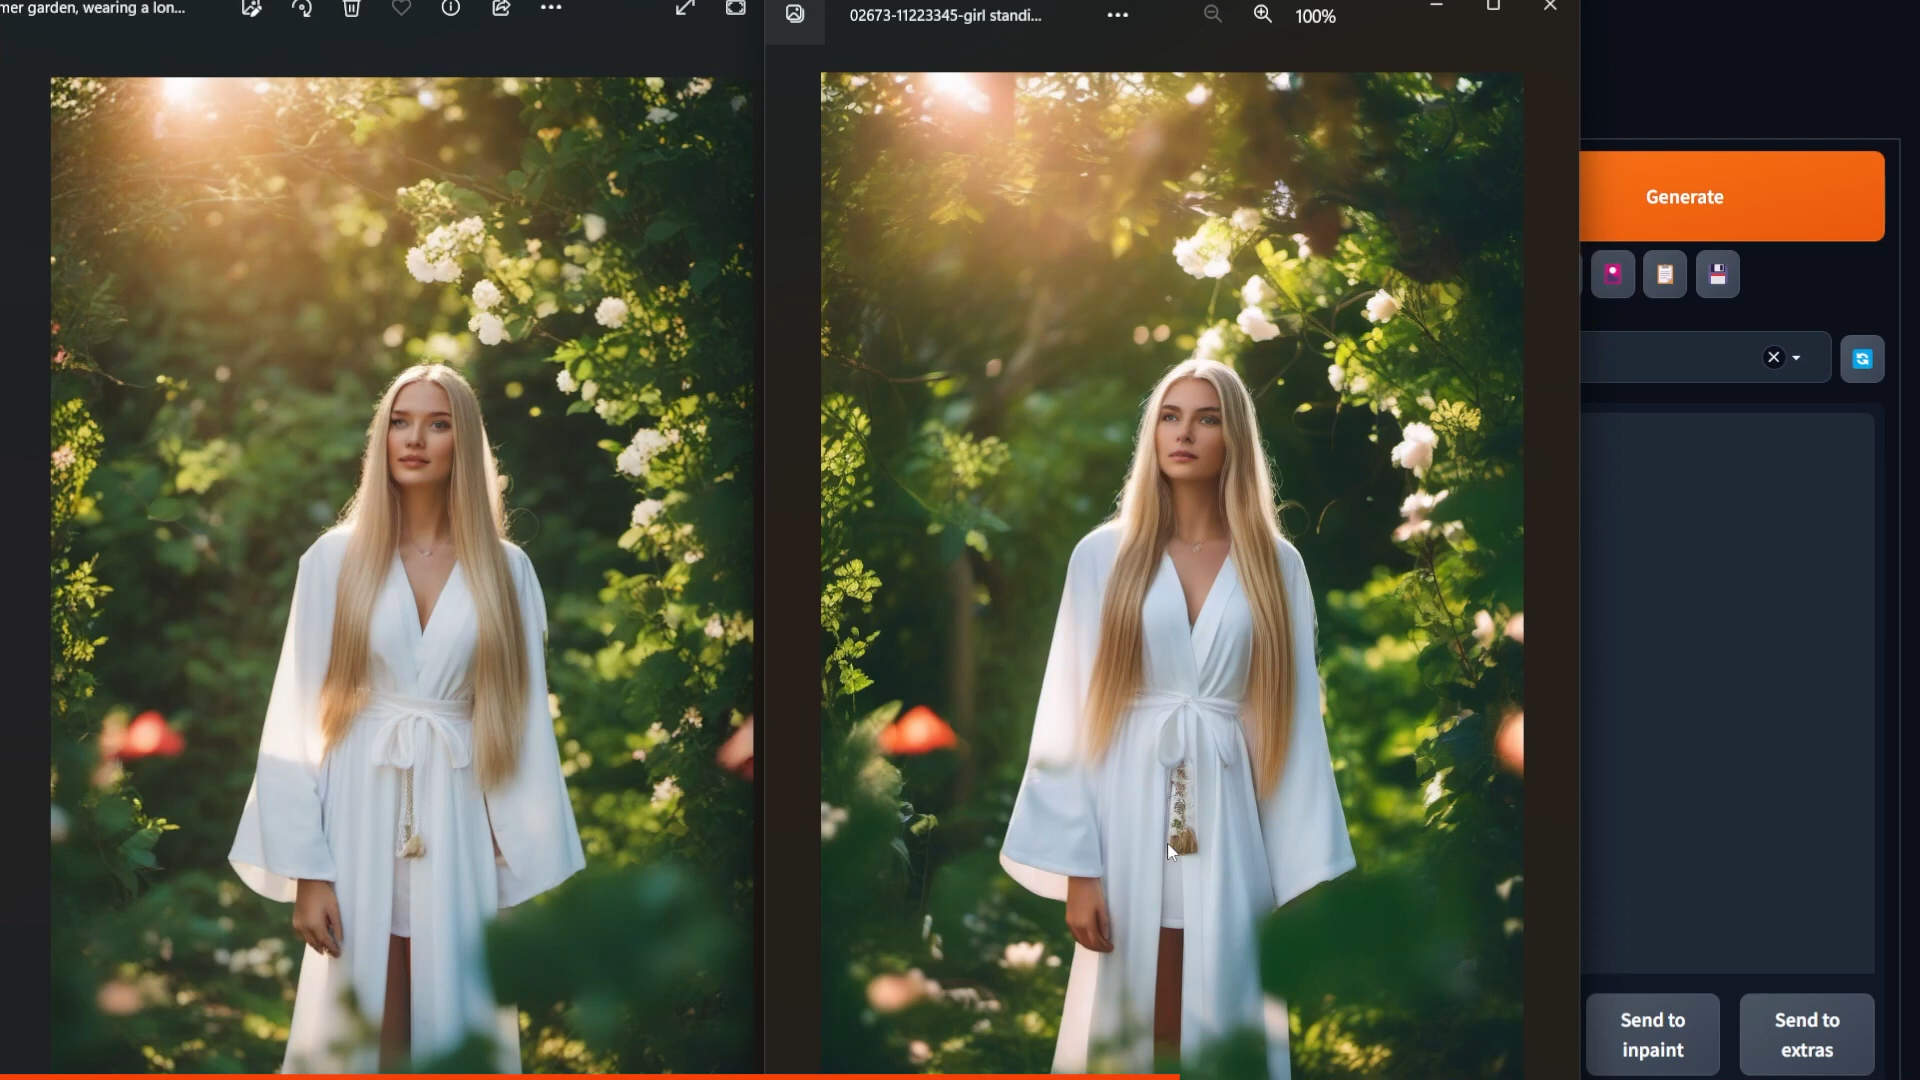 mer garden, wearing a lon...
02673-11223345-girl standi...
100%
Generate
Send to
inpaint
Send to
extras